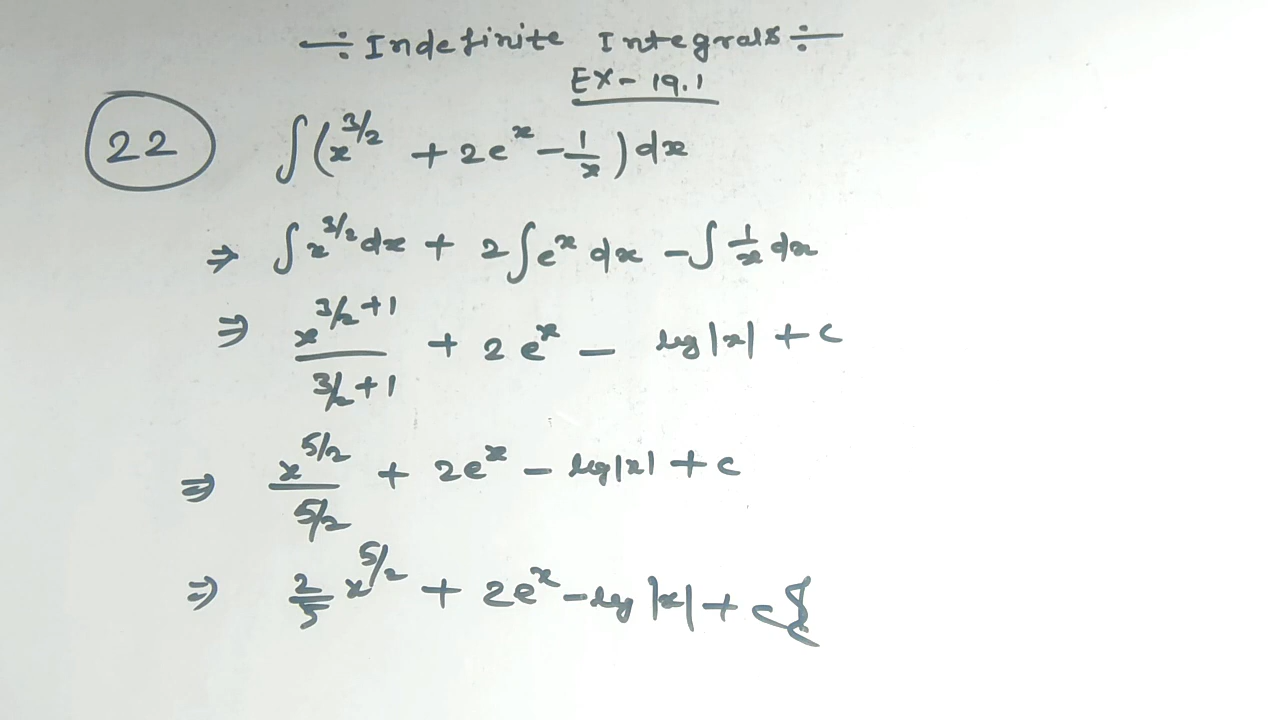 ÷ Indefinite Integrals ÷
EX- 19.1
22 ∫(x^3/2 + 2e^x - 1/x) dx
⇒ ∫x^3/2 dx + 2∫e^x dx - ∫1/x dx
⇒ x^3/2+1 / 3/2+1 + 2e^x - log|x| + c
⇒ x^5/2 / 5/2 + 2e^x - log|x| + c
⇒ 2/5 x^5/2 + 2e^x - log|x| + c